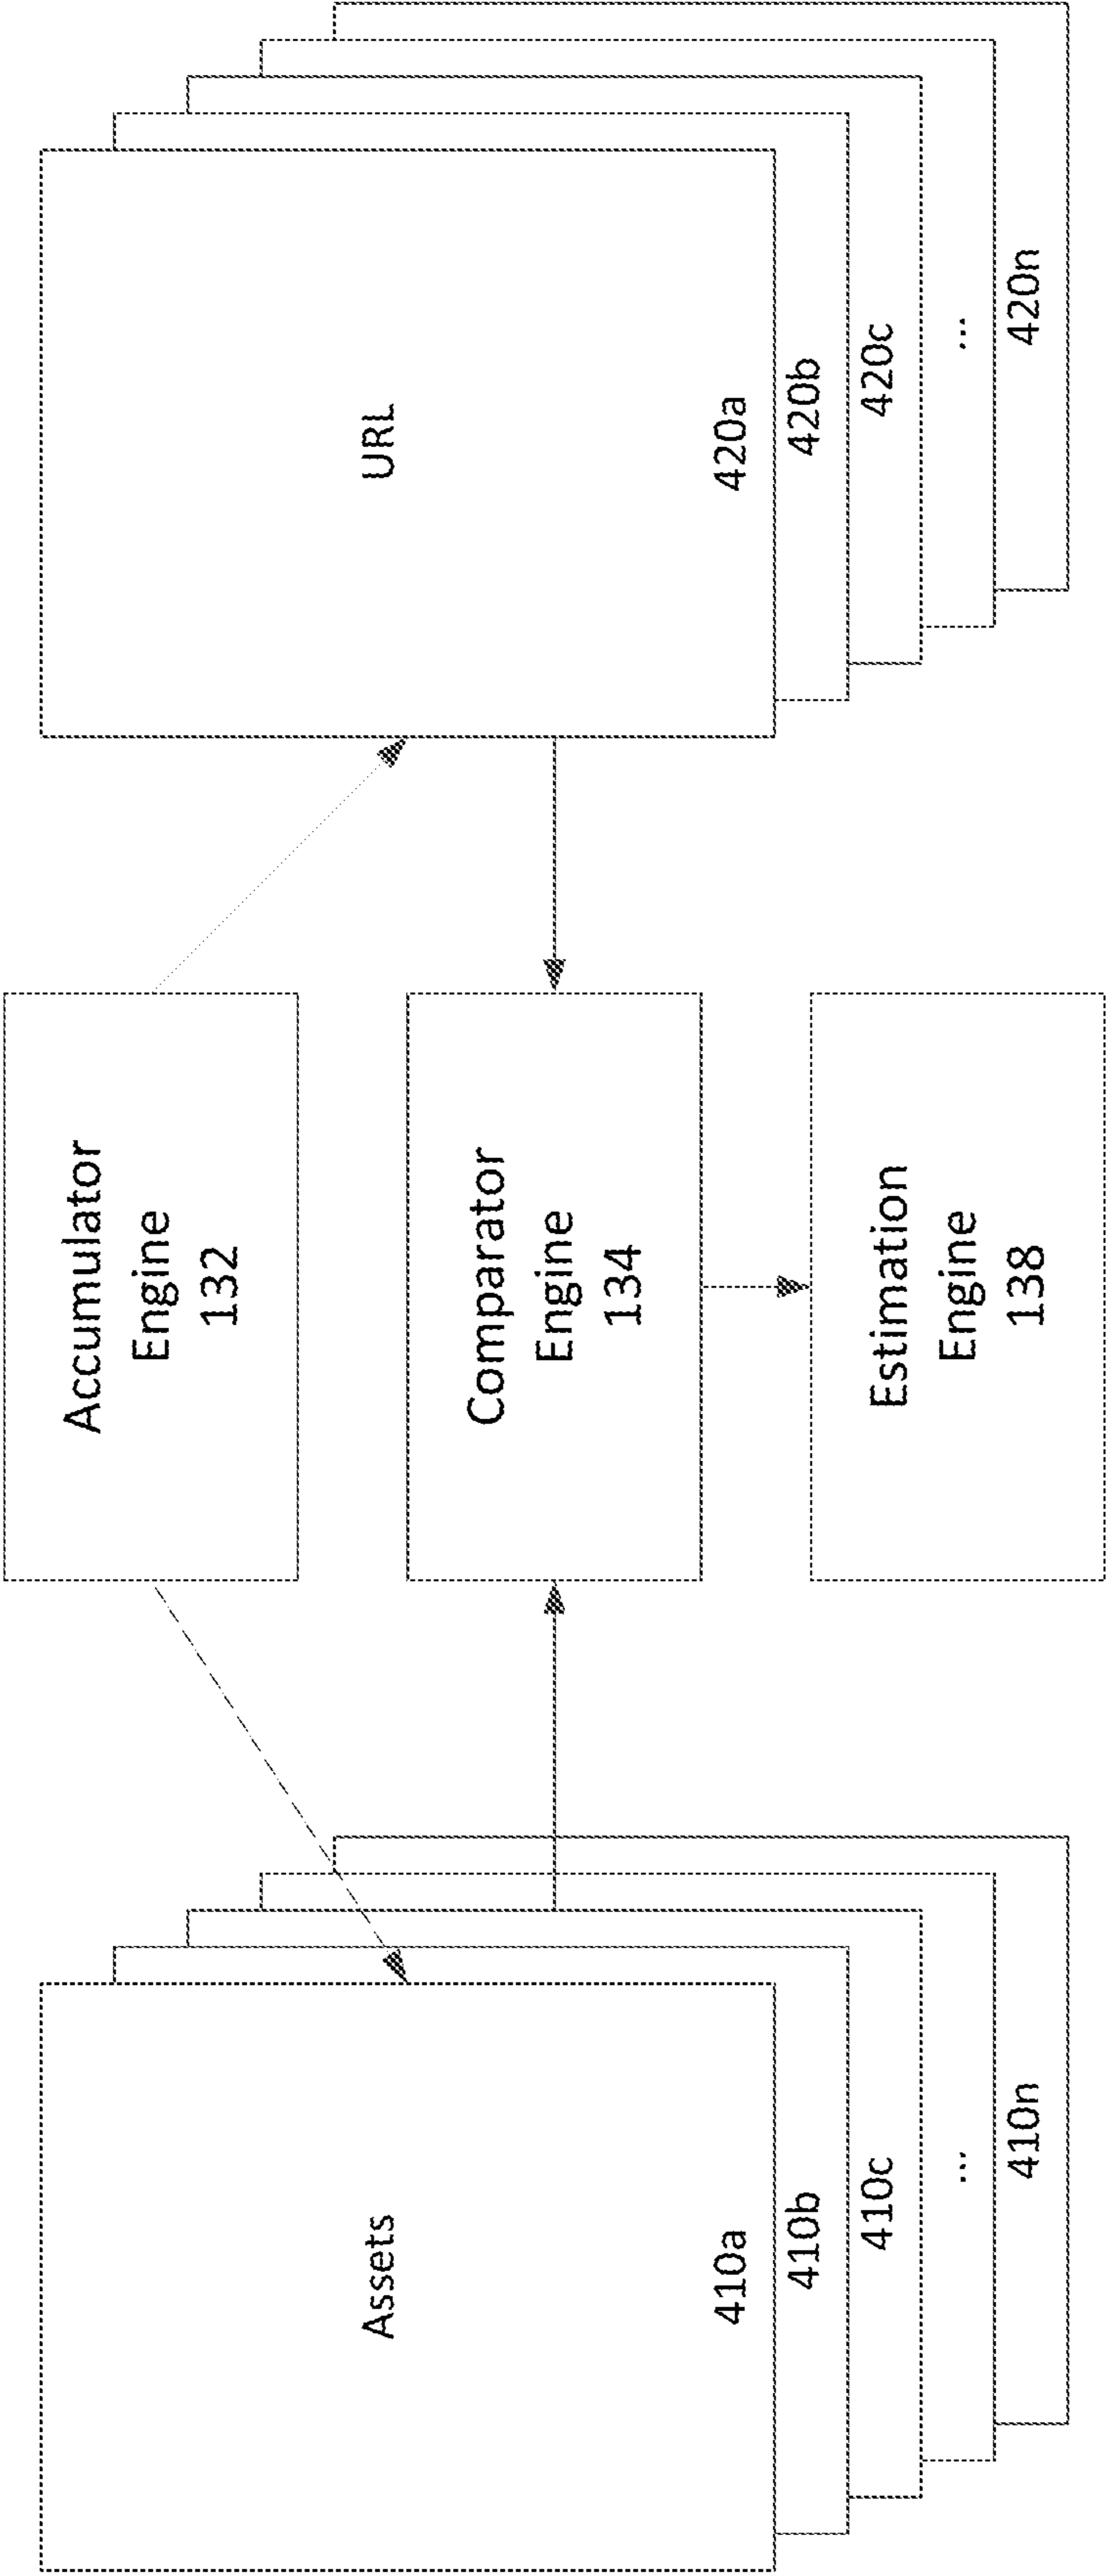 Assets
410a
410b
410c
...
410n
Accumulator
Engine
132
Comparator
Engine
134
Estimation
Engine
138
URL
420a
420b
420c
...
420n